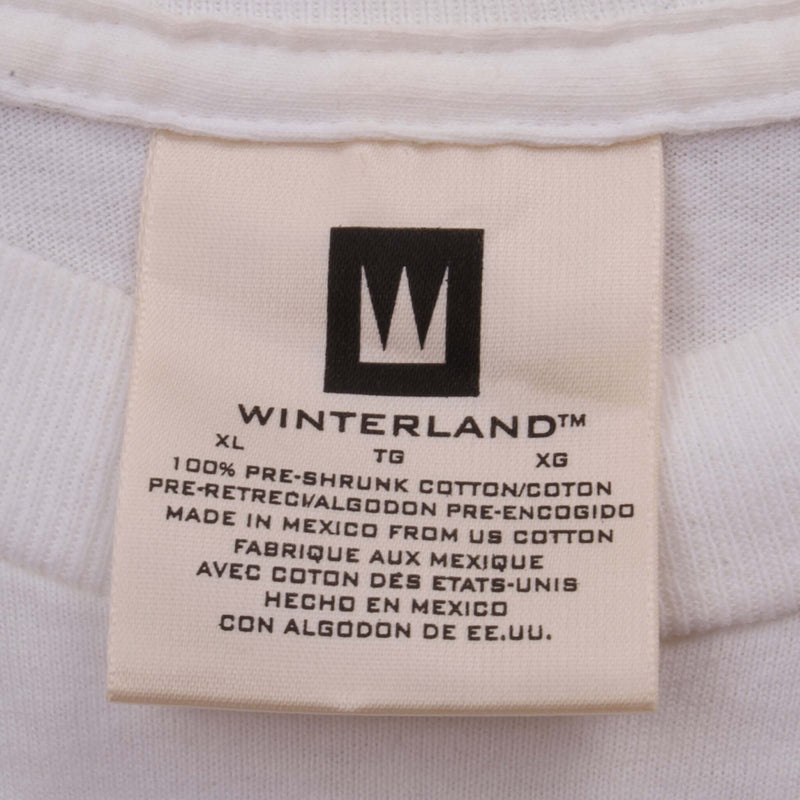 W
WINTERLAND™
XL TG XG
100% PRE-SHRUNK COTTON/COTON
PRE-RETRECI/ALGODON PRE-ENCOGIDO
MADE IN MEXICO FROM US COTTON
FABRIQUE AUX MEXIQUE
AVEC COTON DÉS ETATS-UNIS
HECHO EN MEXICO
CON ALGODON DE EE.UU.